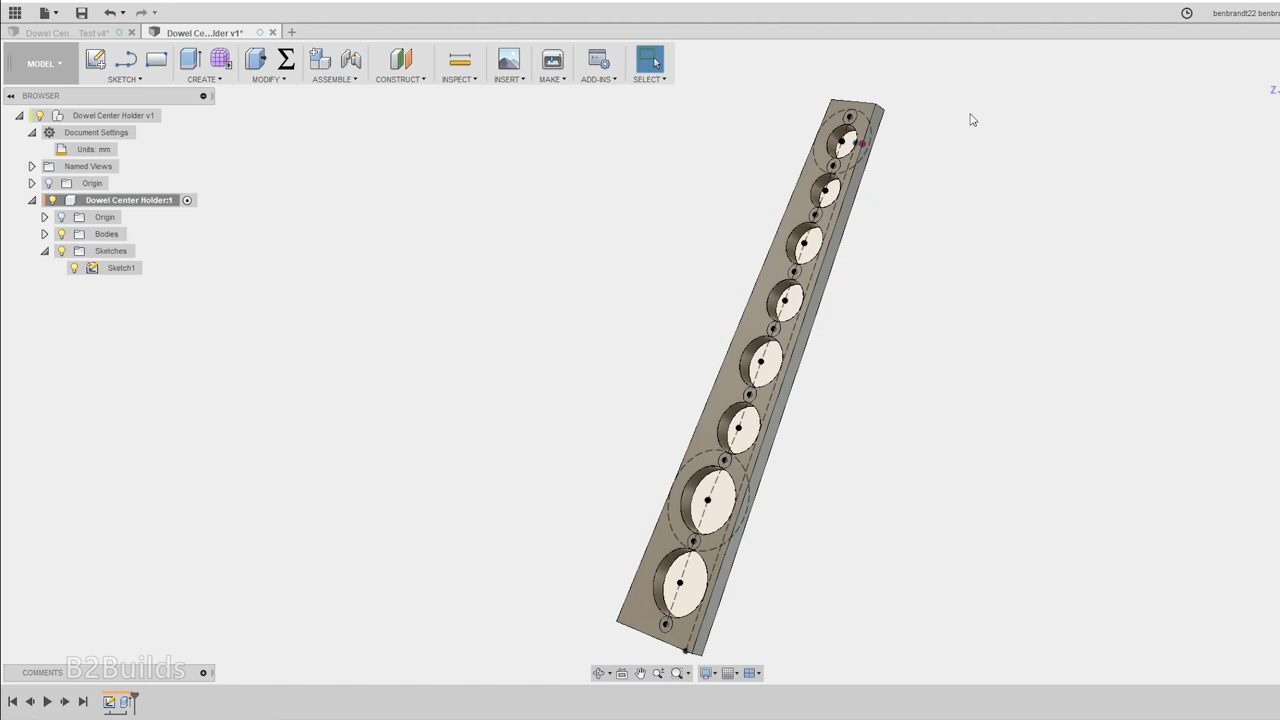 benbrandt22 benbra
Dowel Cen... Test v4*
Dowel Ce...lder v1*
MODEL
SKETCH
CREATE
MODIFY
ASSEMBLE
CONSTRUCT
INSPECT
INSERT
MAKE
ADD-INS
SELECT
BROWSER
Z
Dowel Center Holder v1
Document Settings
Units: mm
Named Views
Origin
Dowel Center Holder:1
Origin
Bodies
Sketches
Sketch1
COMMENTS
B2Builds